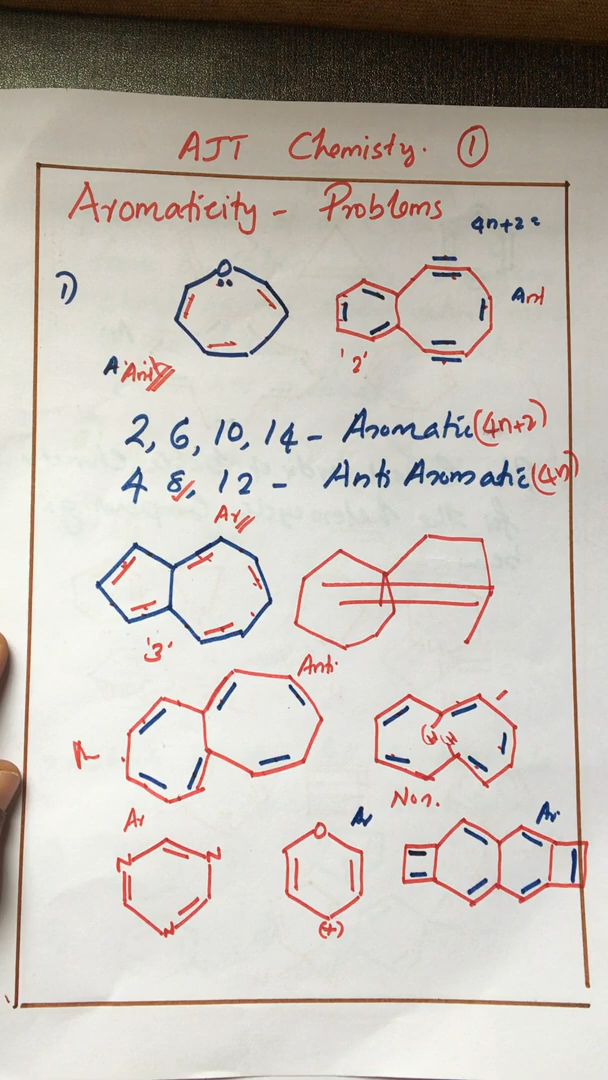 AJT Chemisty. ①
Aromaticity - Problems
4n+2 =
1)
O
Ant
A Anti
'2'
2, 6, 10, 14 - Aromatic (4n+2)
4 8, 12 - Anti Aromatic (4n)
Ar
'3'
Anti.
H H
Non.
Ar
Ar
Ar
N N
N
O
(+)